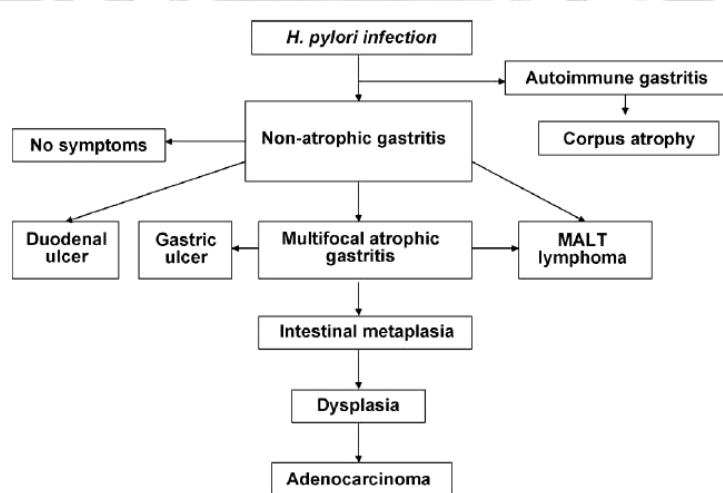 H. pylori infection
Autoimmune gastritis
Non-atrophic gastritis
No symptoms
Corpus atrophy
Duodenal
ulcer
Gastric
ulcer
Multifocal atrophic
gastritis
MALT
lymphoma
Intestinal metaplasia
Dysplasia
Adenocarcinoma